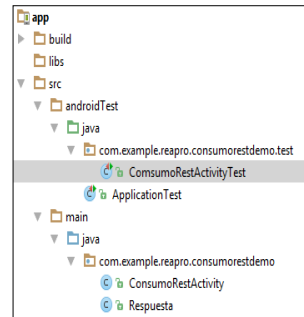 app
build
libs
src
androidTest
java
com.example.reapro.consumorestdemo.test
ComsumoRestActivityTest
ApplicationTest
main
java
com.example.reapro.consumorestdemo
ConsumoRestActivity
Respuesta